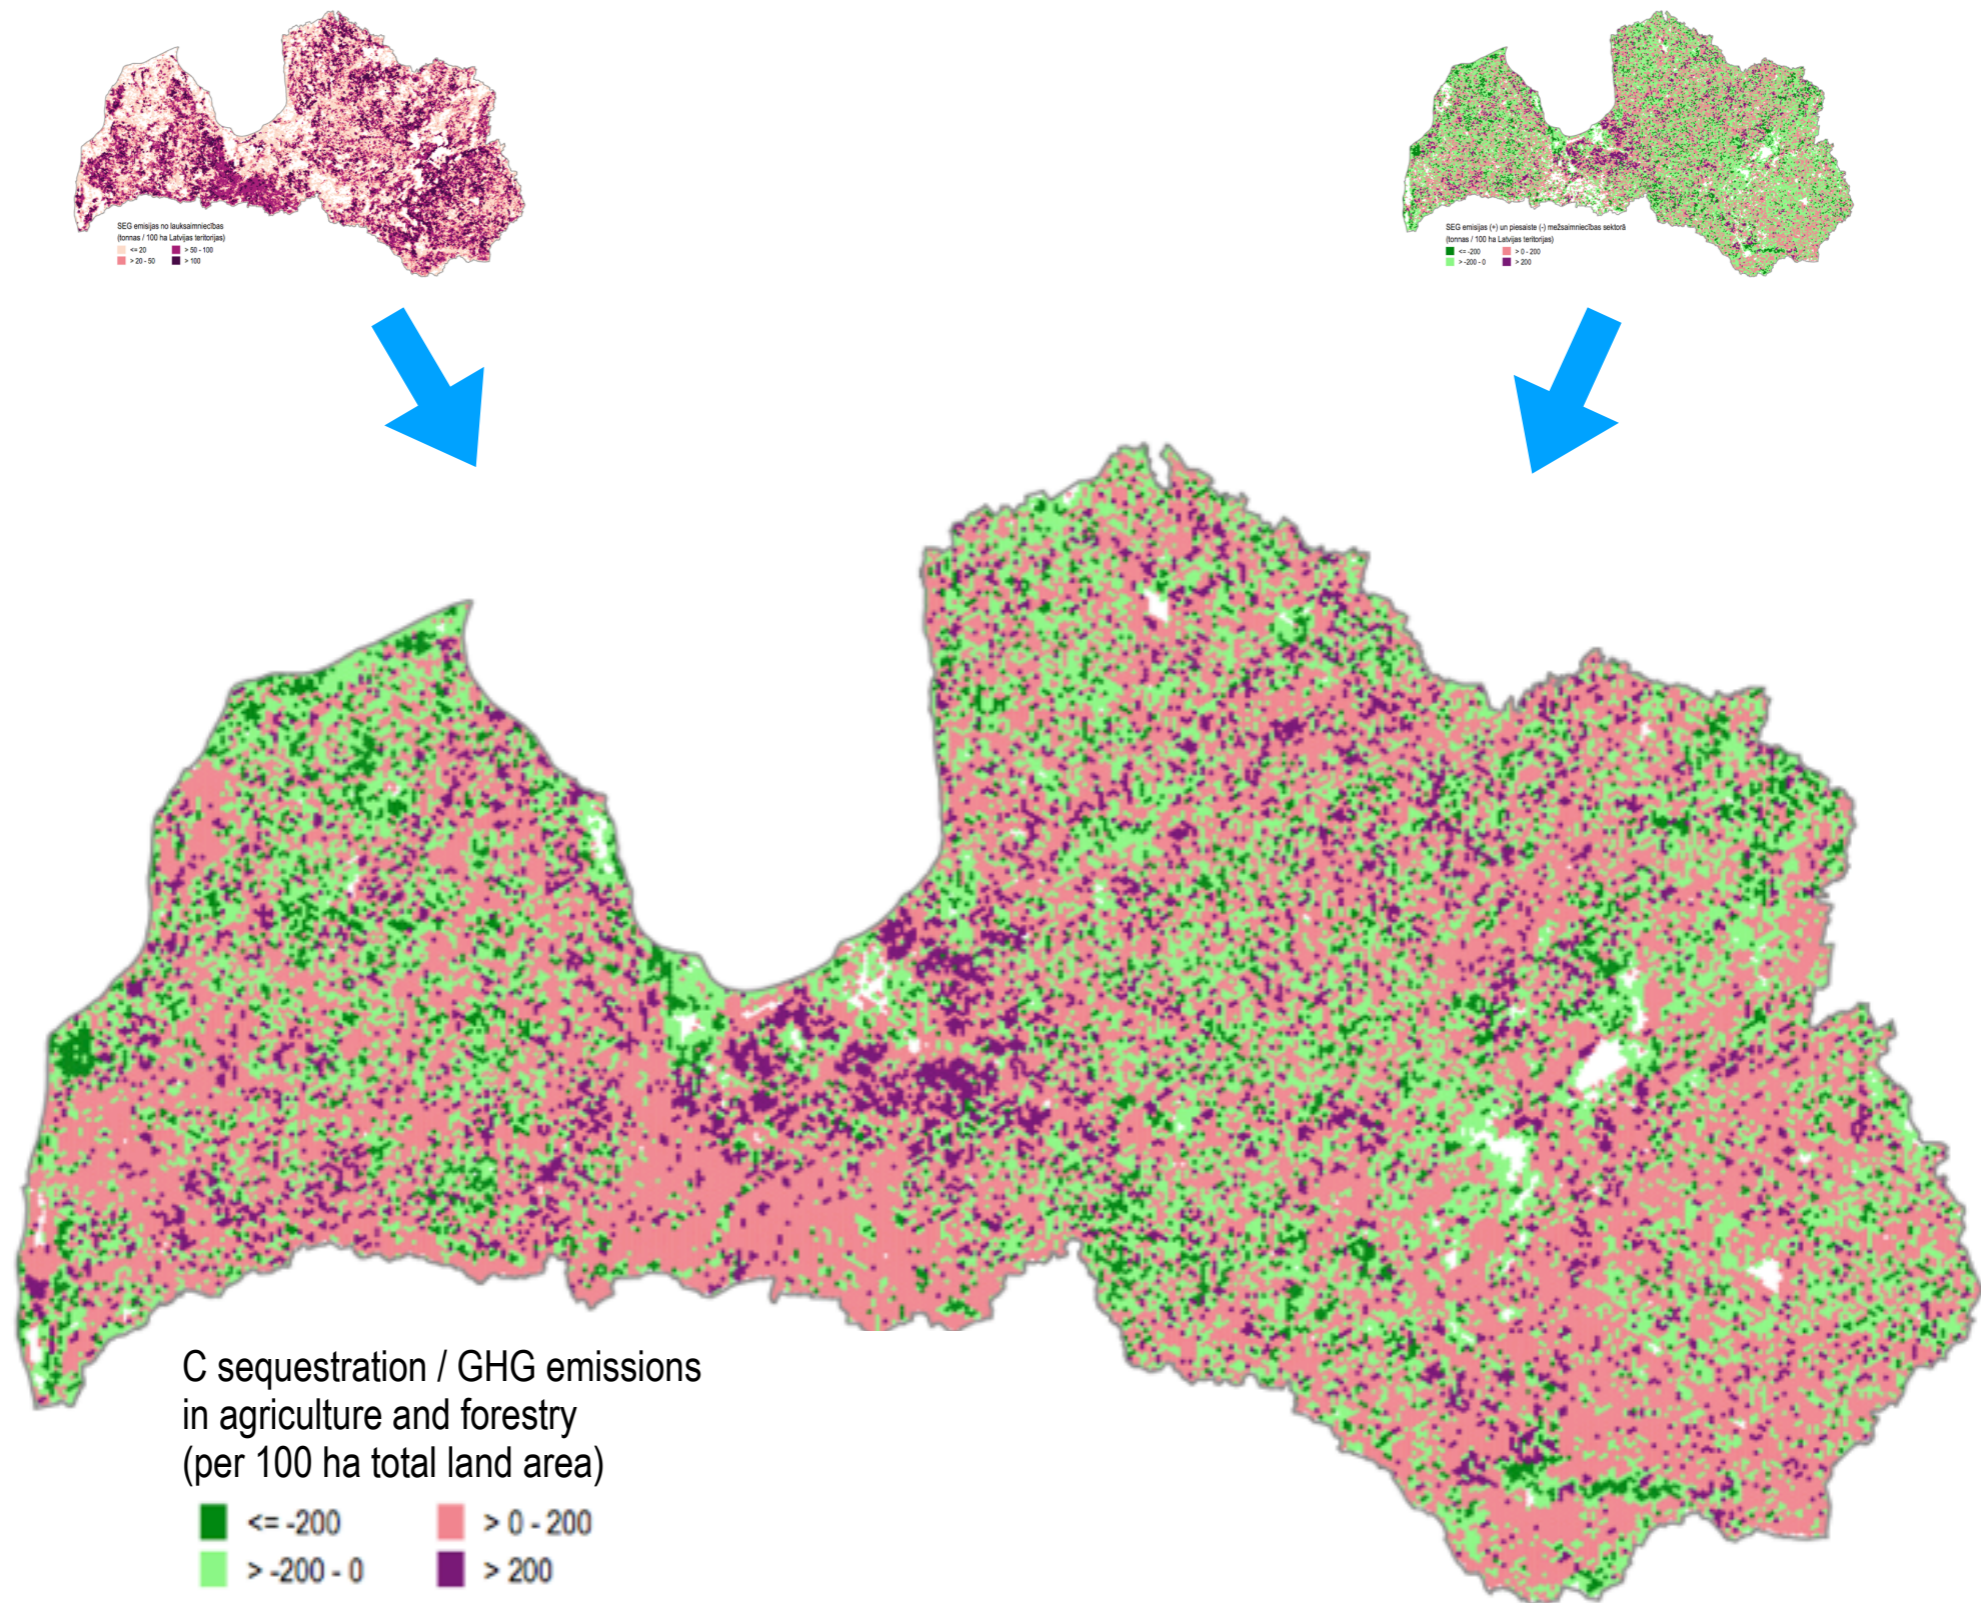 SEG emisijas no lauksaimniecības
(tonnas / 100 ha Latvijas teritorijas)
<= 20
> 50 - 100
> 20 - 50
> 100
SEG emisijas (+) un piesaiste (-) mežsaimniecības sektorā
(tonnas / 100 ha Latvijas teritorijas)
<= -200
> 0 - 200
> -200 - 0
> 200
C sequestration / GHG emissions
in agriculture and forestry
(per 100 ha total land area)
<= -200
> 0 - 200
> -200 - 0
> 200